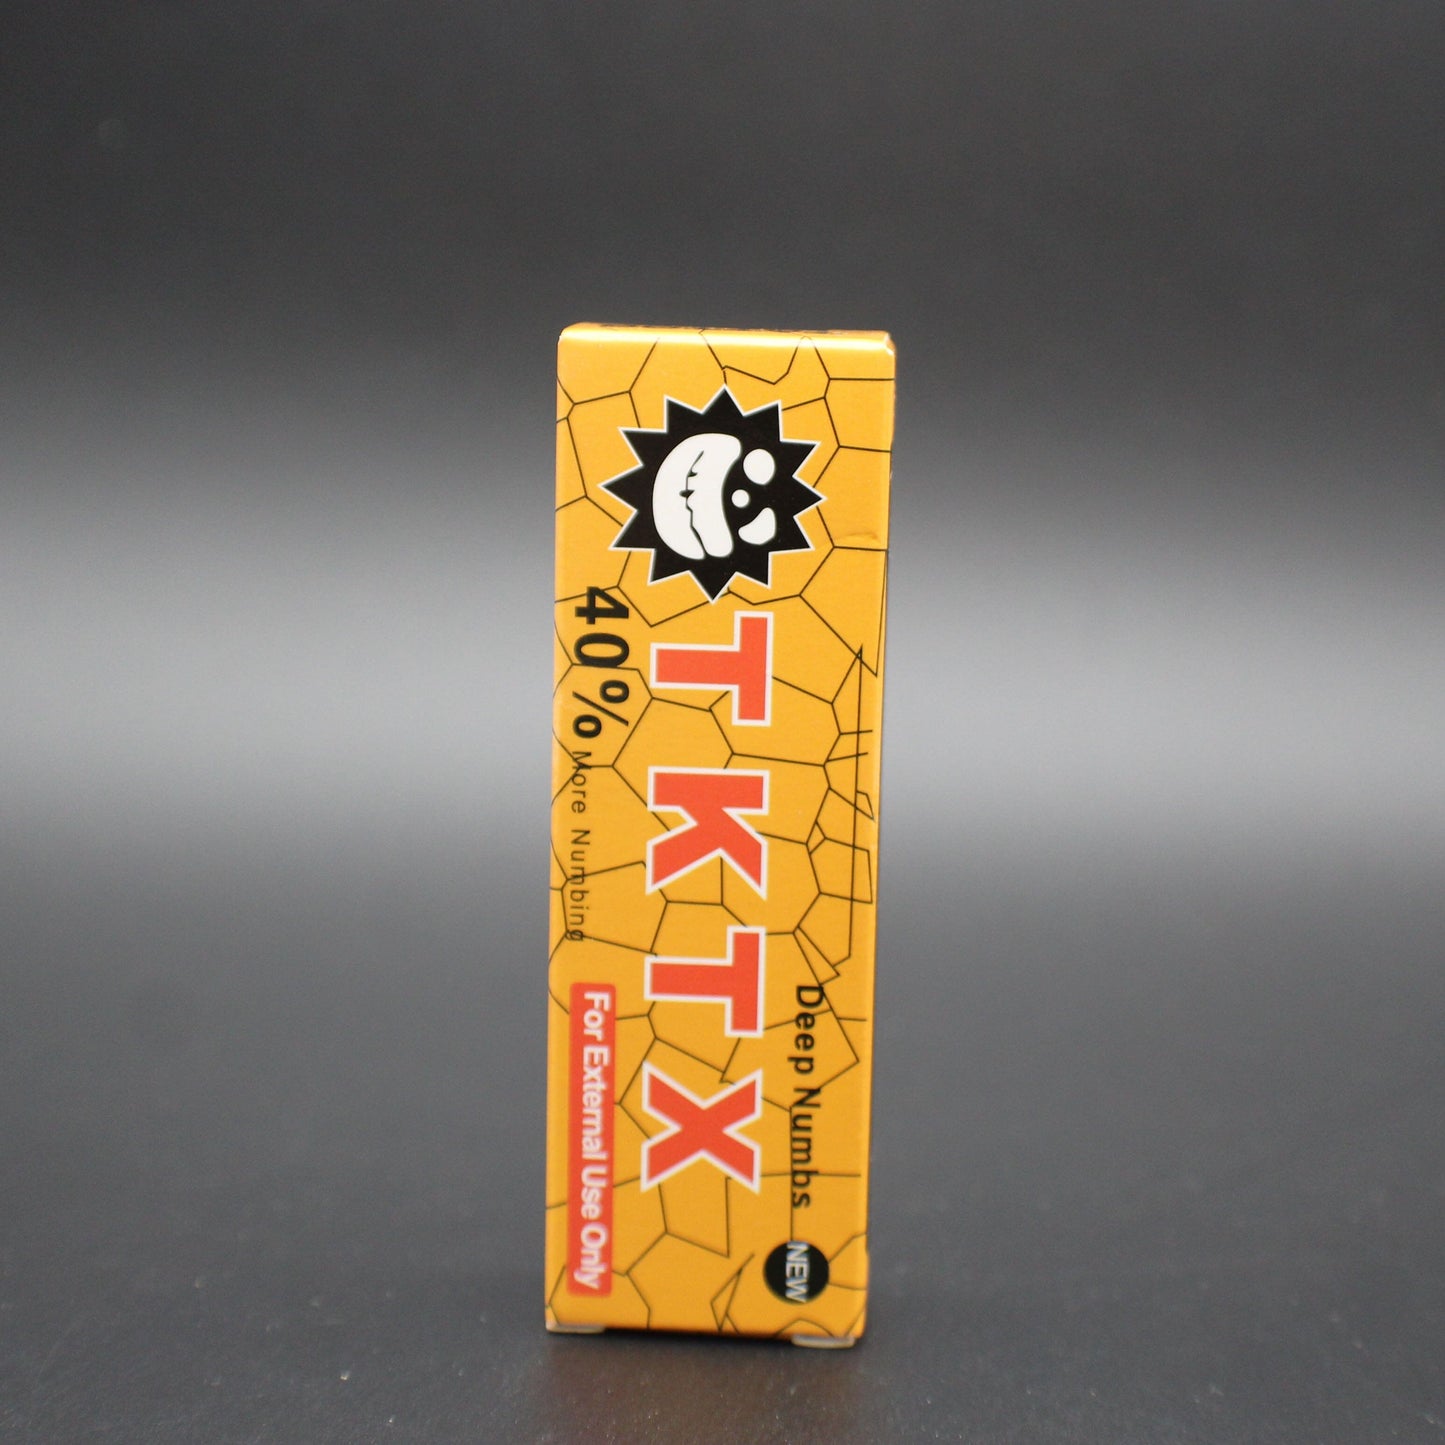 Deep Numbs
NEW
TKTX
40% More Numbing
For External Use Only